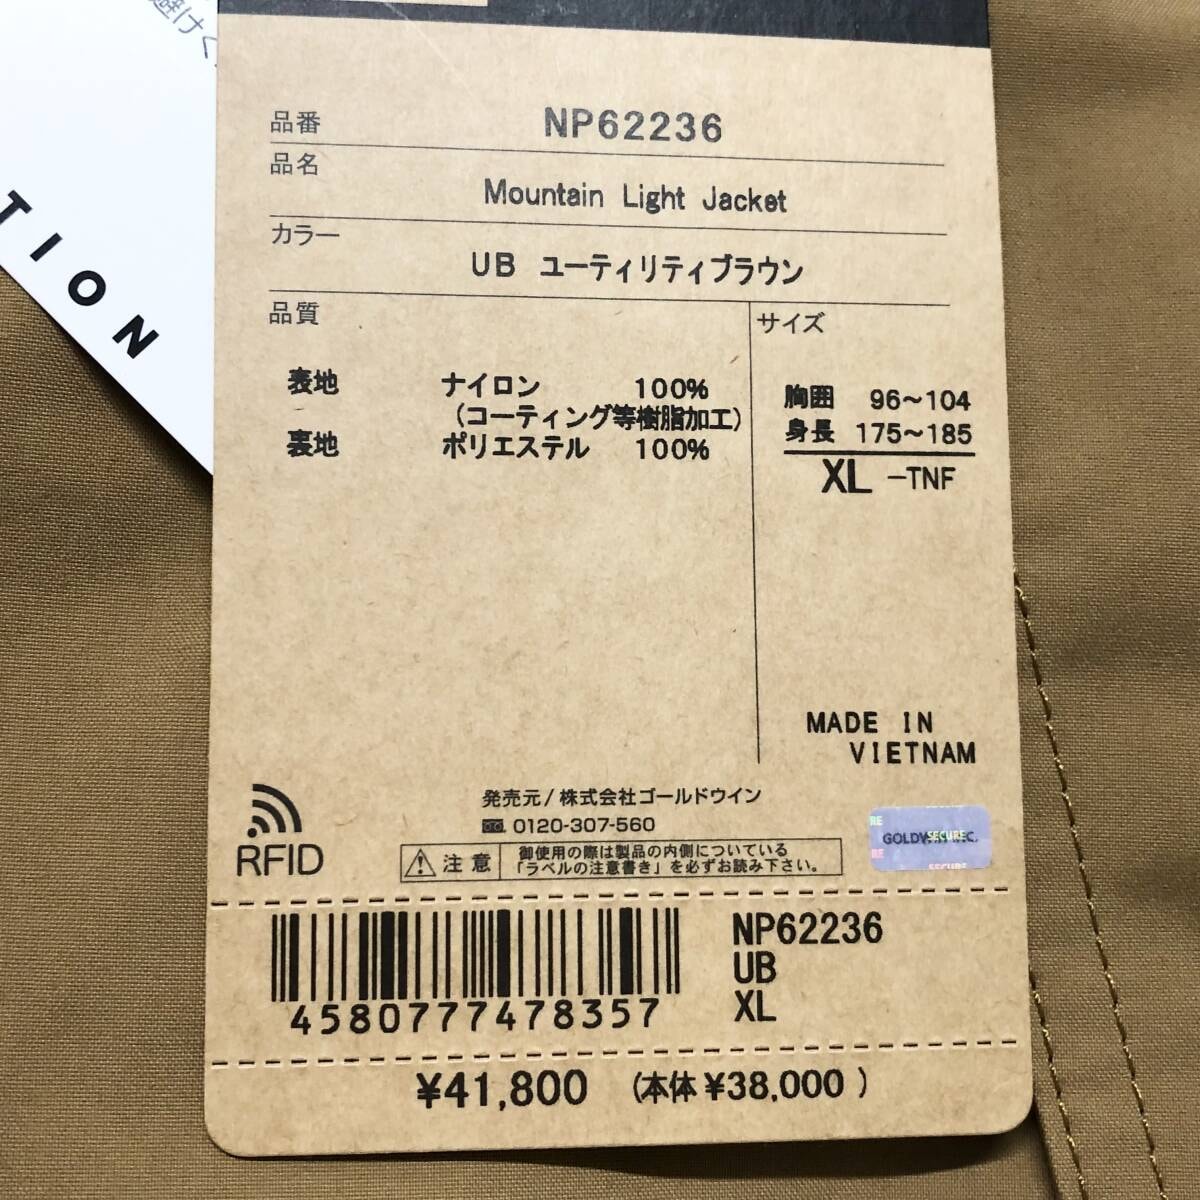 避けく
TION
品番 NP62236
品名
Mountain Light Jacket
カラー
UB ユーティリティブラウン
品質
表地 ナイロン 100%
(コーティング等樹脂加工)
裏地 ポリエステル 100%
サイズ
胸囲 96~104
身長 175~185
XL -TNF
MADE IN
VIETNAM
発売元/株式会社ゴールドウイン
0120-307-560
RFID
注意
御使用の際は製品の内側についている
「ラベルの注意書き」を必ずお読み下さい。
SECURE
SECURE
4580777478357
NP62236
UB
XL
¥41,800 (本体¥38,000)